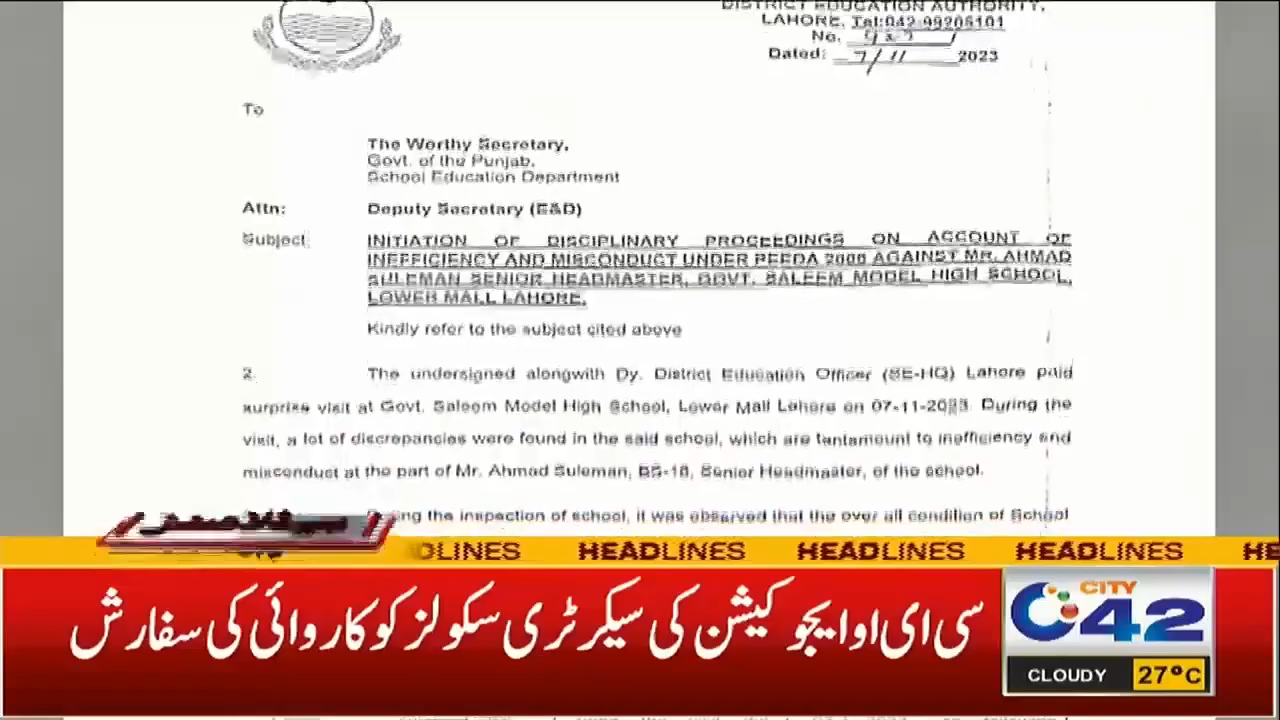 DISTRICT EDUCATION AUTHORITY,
LAHORE, Tel:042-99205101
No.
Dated: 7/11 2023
To
The Worthy Secretary,
Govt. of the Punjab,
School Education Department
Attn: Deputy Secretary (E&D)
Subject: INITIATION OF DISCIPLINARY PROCEEDINGS ON ACCOUNT OF
INEFFICIENCY AND MISCONDUCT UNDER PEEDA 2006 AGAINST MR. AHMAD
SULEMAN SENIOR HEADMASTER, GOVT. SALEEM MODEL HIGH SCHOOL,
LOWER MALL LAHORE.
Kindly refer to the subject cited above
2. The undersigned alongwith Dy. District Education Officer (SE-HQ) Lahore paid
surprise visit at Govt. Saleem Model High School, Lower Mall Lahore on 07-11-2023. During the
visit, a lot of discrepancies were found in the said school, which are tantamount to inefficiency and
misconduct at the part of Mr. Ahmad Suleman, BS-18, Senior Headmaster, of the school.
the inspection of school, it was observed that the over all condition of School
HEADLINES HEADLINES HEADLINES
سی ای او ایجوکیشن کی سیکرٹری سکولز کو کارروائی کی سفارش
CITY
42
CLOUDY 27°C